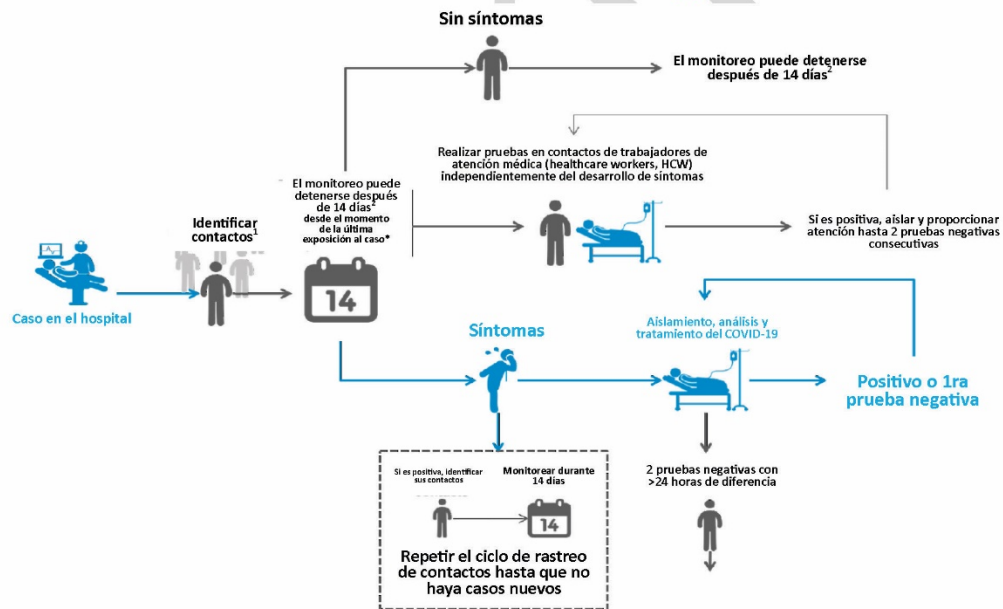 Sin síntomas
El monitoreo puede detenerse
después de 14 días²
Realizar pruebas en contactos de trabajadores de
atención médica (healthcare workers, HCW)
independientemente del desarrollo de síntomas
El monitoreo puede
detenerse después
de 14 días²
desde el momento
de la última
exposición al caso*
Identificar
contactos¹
Si es positiva, aislar y proporcionar
atención hasta 2 pruebas negativas
consecutivas
14
Caso en el hospital
Síntomas
Aislamiento, análisis y
tratamiento del COVID-19
Positivo o 1ra
prueba negativa
Si es positiva, identificar
sus contactos
Monitorear durante
14 días
14
Repetir el ciclo de rastreo
de contactos hasta que no
haya casos nuevos
2 pruebas negativas con
>24 horas de diferencia